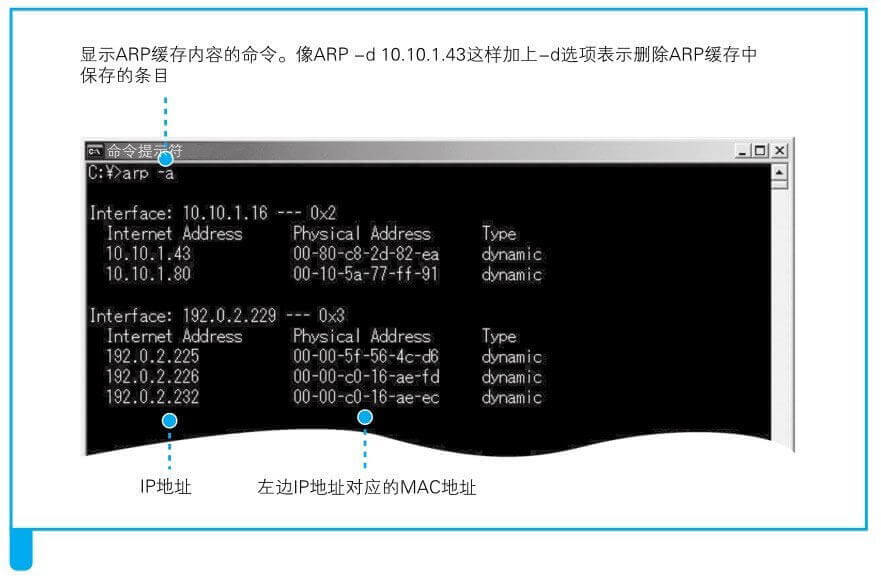 显示ARP缓存内容的命令。像ARP -d 10.10.1.43这样加上-d选项表示删除ARP缓存中
保存的条目
命令提示符
C:¥>arp -a
Interface: 10.10.1.16 --- 0x2
Internet Address Physical Address Type
10.10.1.43 00-80-c8-2d-82-ea dynamic
10.10.1.80 00-10-5a-77-ff-91 dynamic
Interface: 192.0.2.229 --- 0x3
Internet Address Physical Address Type
192.0.2.225 00-00-5f-56-4c-d6 dynamic
192.0.2.226 00-00-c0-16-ae-fd dynamic
192.0.2.232 00-00-c0-16-ae-ec dynamic
IP地址 左边IP地址对应的MAC地址